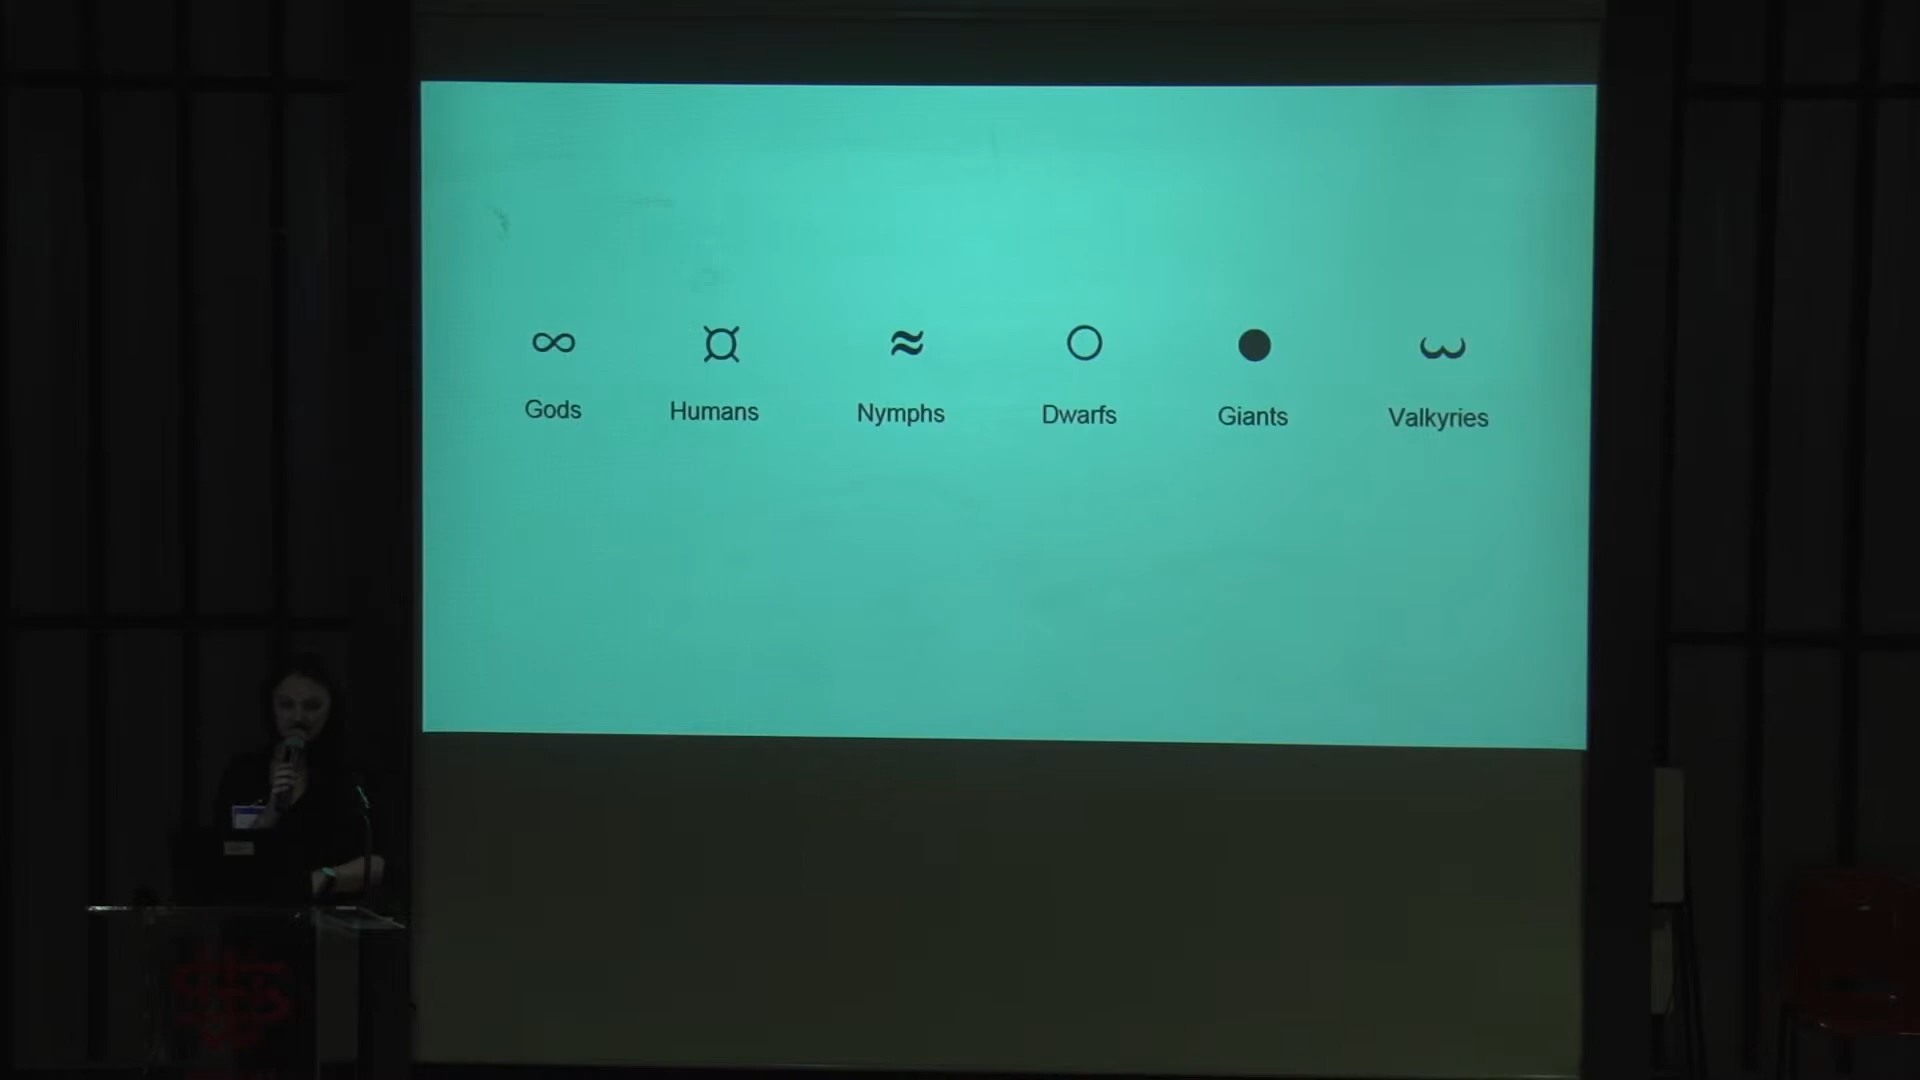 ∞ ¤ ≈ ○ ● ω
Gods Humans Nymphs Dwarfs Giants Valkyries